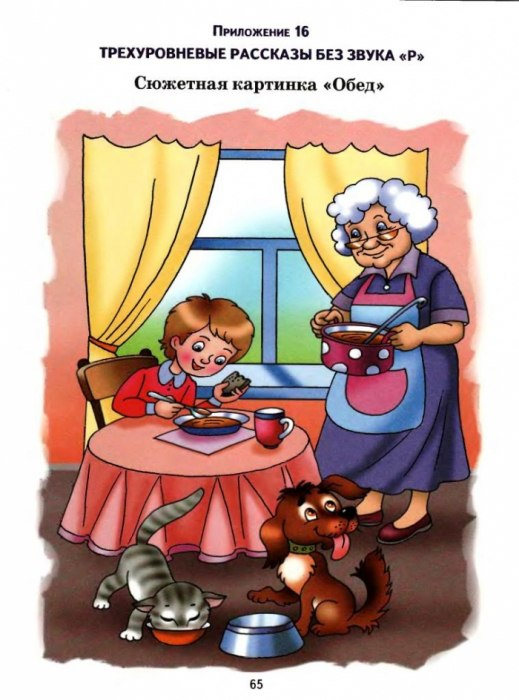 Приложение 16
ТРЕХУРОВНЕВЫЕ РАССКАЗЫ БЕЗ ЗВУКА «Р»
Сюжетная картинка «Обед»
65